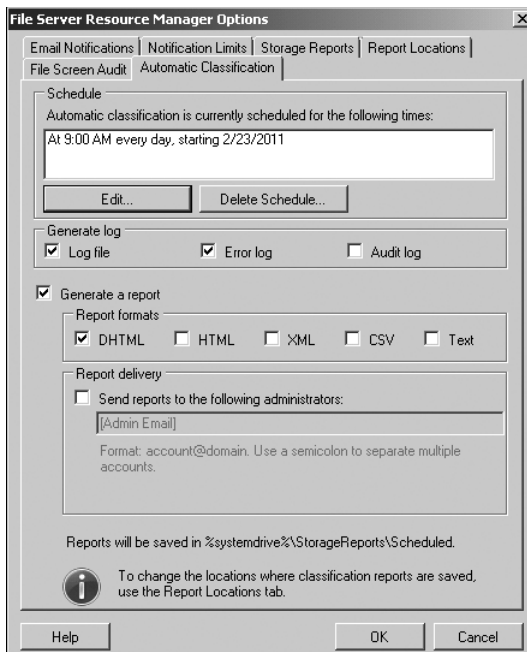 File Server Resource Manager Options
Email Notifications Notification Limits Storage Reports Report Locations
File Screen Audit Automatic Classification
Schedule
Automatic classification is currently scheduled for the following times:
At 9:00 AM every day, starting 2/23/2011
Edit... Delete Schedule...
Generate log
Log file Error log Audit log
Generate a report
Report formats
DHTML HTML XML CSV Text
Report delivery
Send reports to the following administrators:
[Admin Email]
Format: account@domain. Use a semicolon to separate multiple
accounts.
Reports will be saved in %systemdrive%\StorageReports\Scheduled.
To change the locations where classification reports are saved,
use the Report Locations tab.
Help OK Cancel